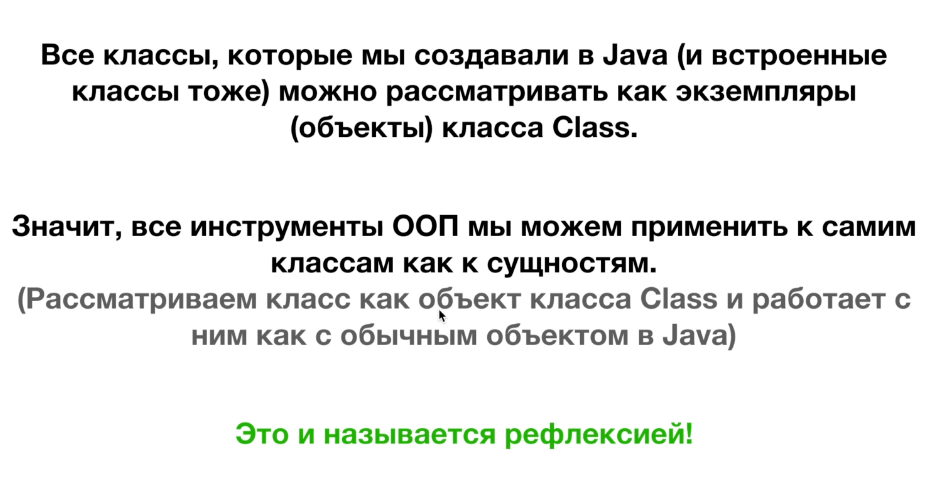 Все классы, которые мы создавали в Java (и встроенные
классы тоже) можно рассматривать как экземпляры
(объекты) класса Class.
Значит, все инструменты ООП мы можем применить к самим
классам как к сущностям.
(Рассматриваем класс как объект класса Class и работает с
ним как с обычным объектом в Java)
Это и называется рефлексией!